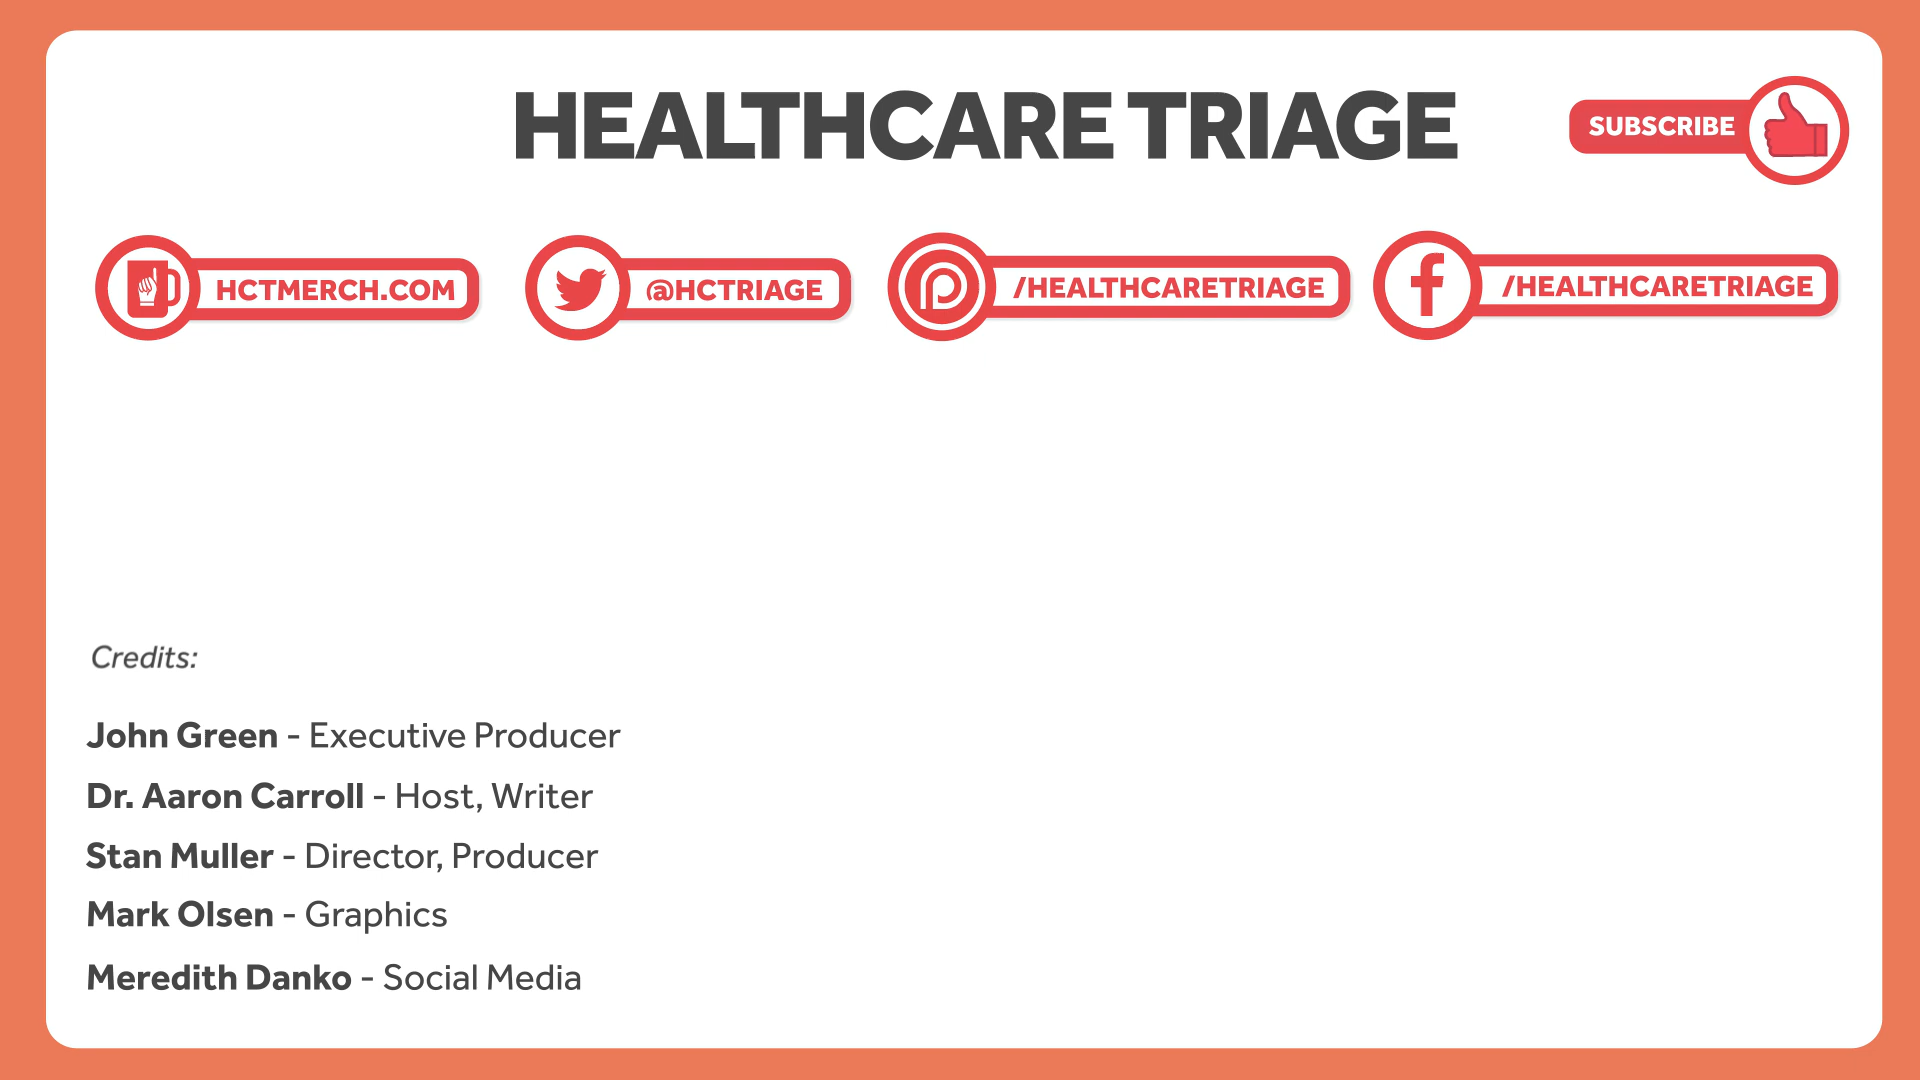 HEALTHCARE TRIAGE
SUBSCRIBE
HCTMERCH.COM
@HCTRIAGE
/HEALTHCARETRIAGE
/HEALTHCARETRIAGE
Credits:
John Green - Executive Producer
Dr. Aaron Carroll - Host, Writer
Stan Muller - Director, Producer
Mark Olsen - Graphics
Meredith Danko - Social Media